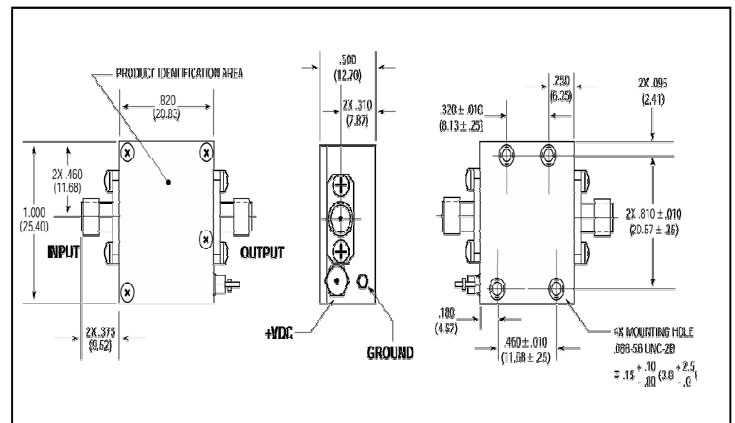 PRODUCT IDENTIFICATION AREA
.820
(20.83)
2X .460
(11.68)
1.000
(25.40)
INPUT
OUTPUT
2X .375
(9.52)
.500
(12.70)
2X .310
(7.87)
+VDC
GROUND
.250
(6.35)
2X .095
(2.41)
.320 ± .010
(8.13 ± .25)
2X .810 ± .010
(20.57 ± .25)
.180
(4.57)
.460 ± .010
(11.68 ± .25)
4X MOUNTING HOLE
UNC-2B